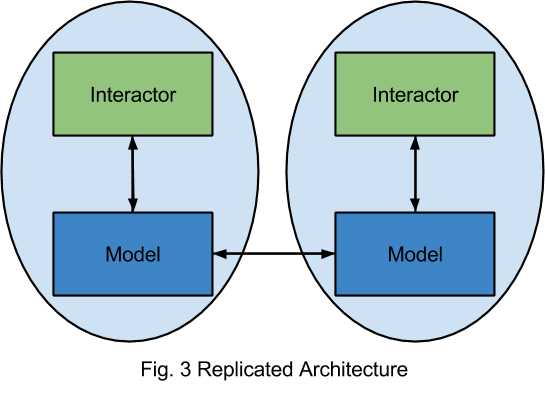 Interactor
Interactor
Model
Model
Fig. 3 Replicated Architecture